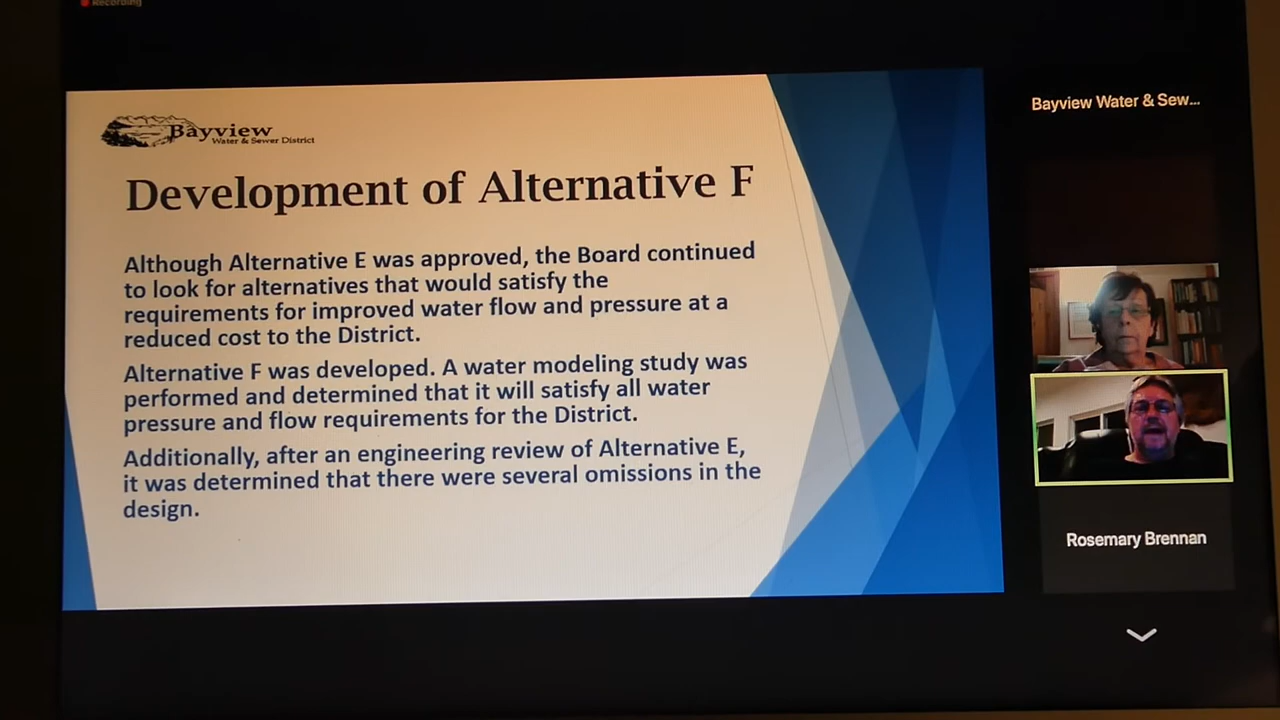 Recording
Bayview
Water & Sewer District
Development of Alternative F
Although Alternative E was approved, the Board continued
to look for alternatives that would satisfy the
requirements for improved water flow and pressure at a
reduced cost to the District.
Alternative F was developed. A water modeling study was
performed and determined that it will satisfy all water
pressure and flow requirements for the District.
Additionally, after an engineering review of Alternative E,
it was determined that there were several omissions in the
design.
Bayview Water & Sew...
Rosemary Brennan